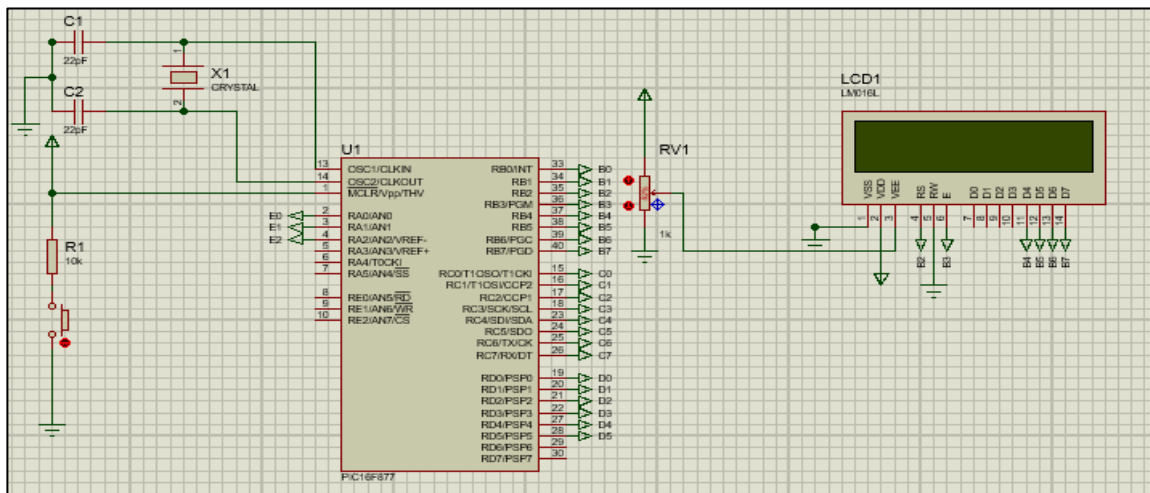 C1
22pF
C2
22pF
1
X1
CRYSTAL
2
R1
10k
U1
13 OSC1/CLKIN
14 OSC2/CLKOUT
1 MCLR/Vpp/THV
E0 2 RA0/AN0
E1 3 RA1/AN1
E2 4 RA2/AN2/VREF-
5 RA3/AN3/VREF+
6 RA4/T0CKI
7 RA5/AN4/SS
8 RE0/AN5/RD
9 RE1/AN6/WR
10 RE2/AN7/CS
RB0/INT 33 B0
RB1 34 B1
RB2 35 B2
RB3/PGM 36 B3
RB4 37 B4
RB5 38 B5
RB6/PGC 39 B6
RB7/PGD 40 B7
RC0/T1OSO/T1CKI 15 C0
RC1/T1OSI/CCP2 16 C1
RC2/CCP1 17 C2
RC3/SCK/SCL 18 C3
RC4/SDI/SDA 23 C4
RC5/SDO 24 C5
RC6/TX/CK 25 C6
RC7/RX/DT 26 C7
RD0/PSP0 19 D0
RD1/PSP1 20 D1
RD2/PSP2 21 D2
RD3/PSP3 22 D3
RD4/PSP4 27 D4
RD5/PSP5 28 D5
RD6/PSP6 29
RD7/PSP7 30
PIC16F877
RV1
1k
LCD1
LM016L
VSS VDD VEE RS RW E D0 D1 D2 D3 D4 D5 D6 D7
1 2 3 4 5 6 7 8 9 10 11 12 13 14
B2 B3 B4 B5 B6 B7